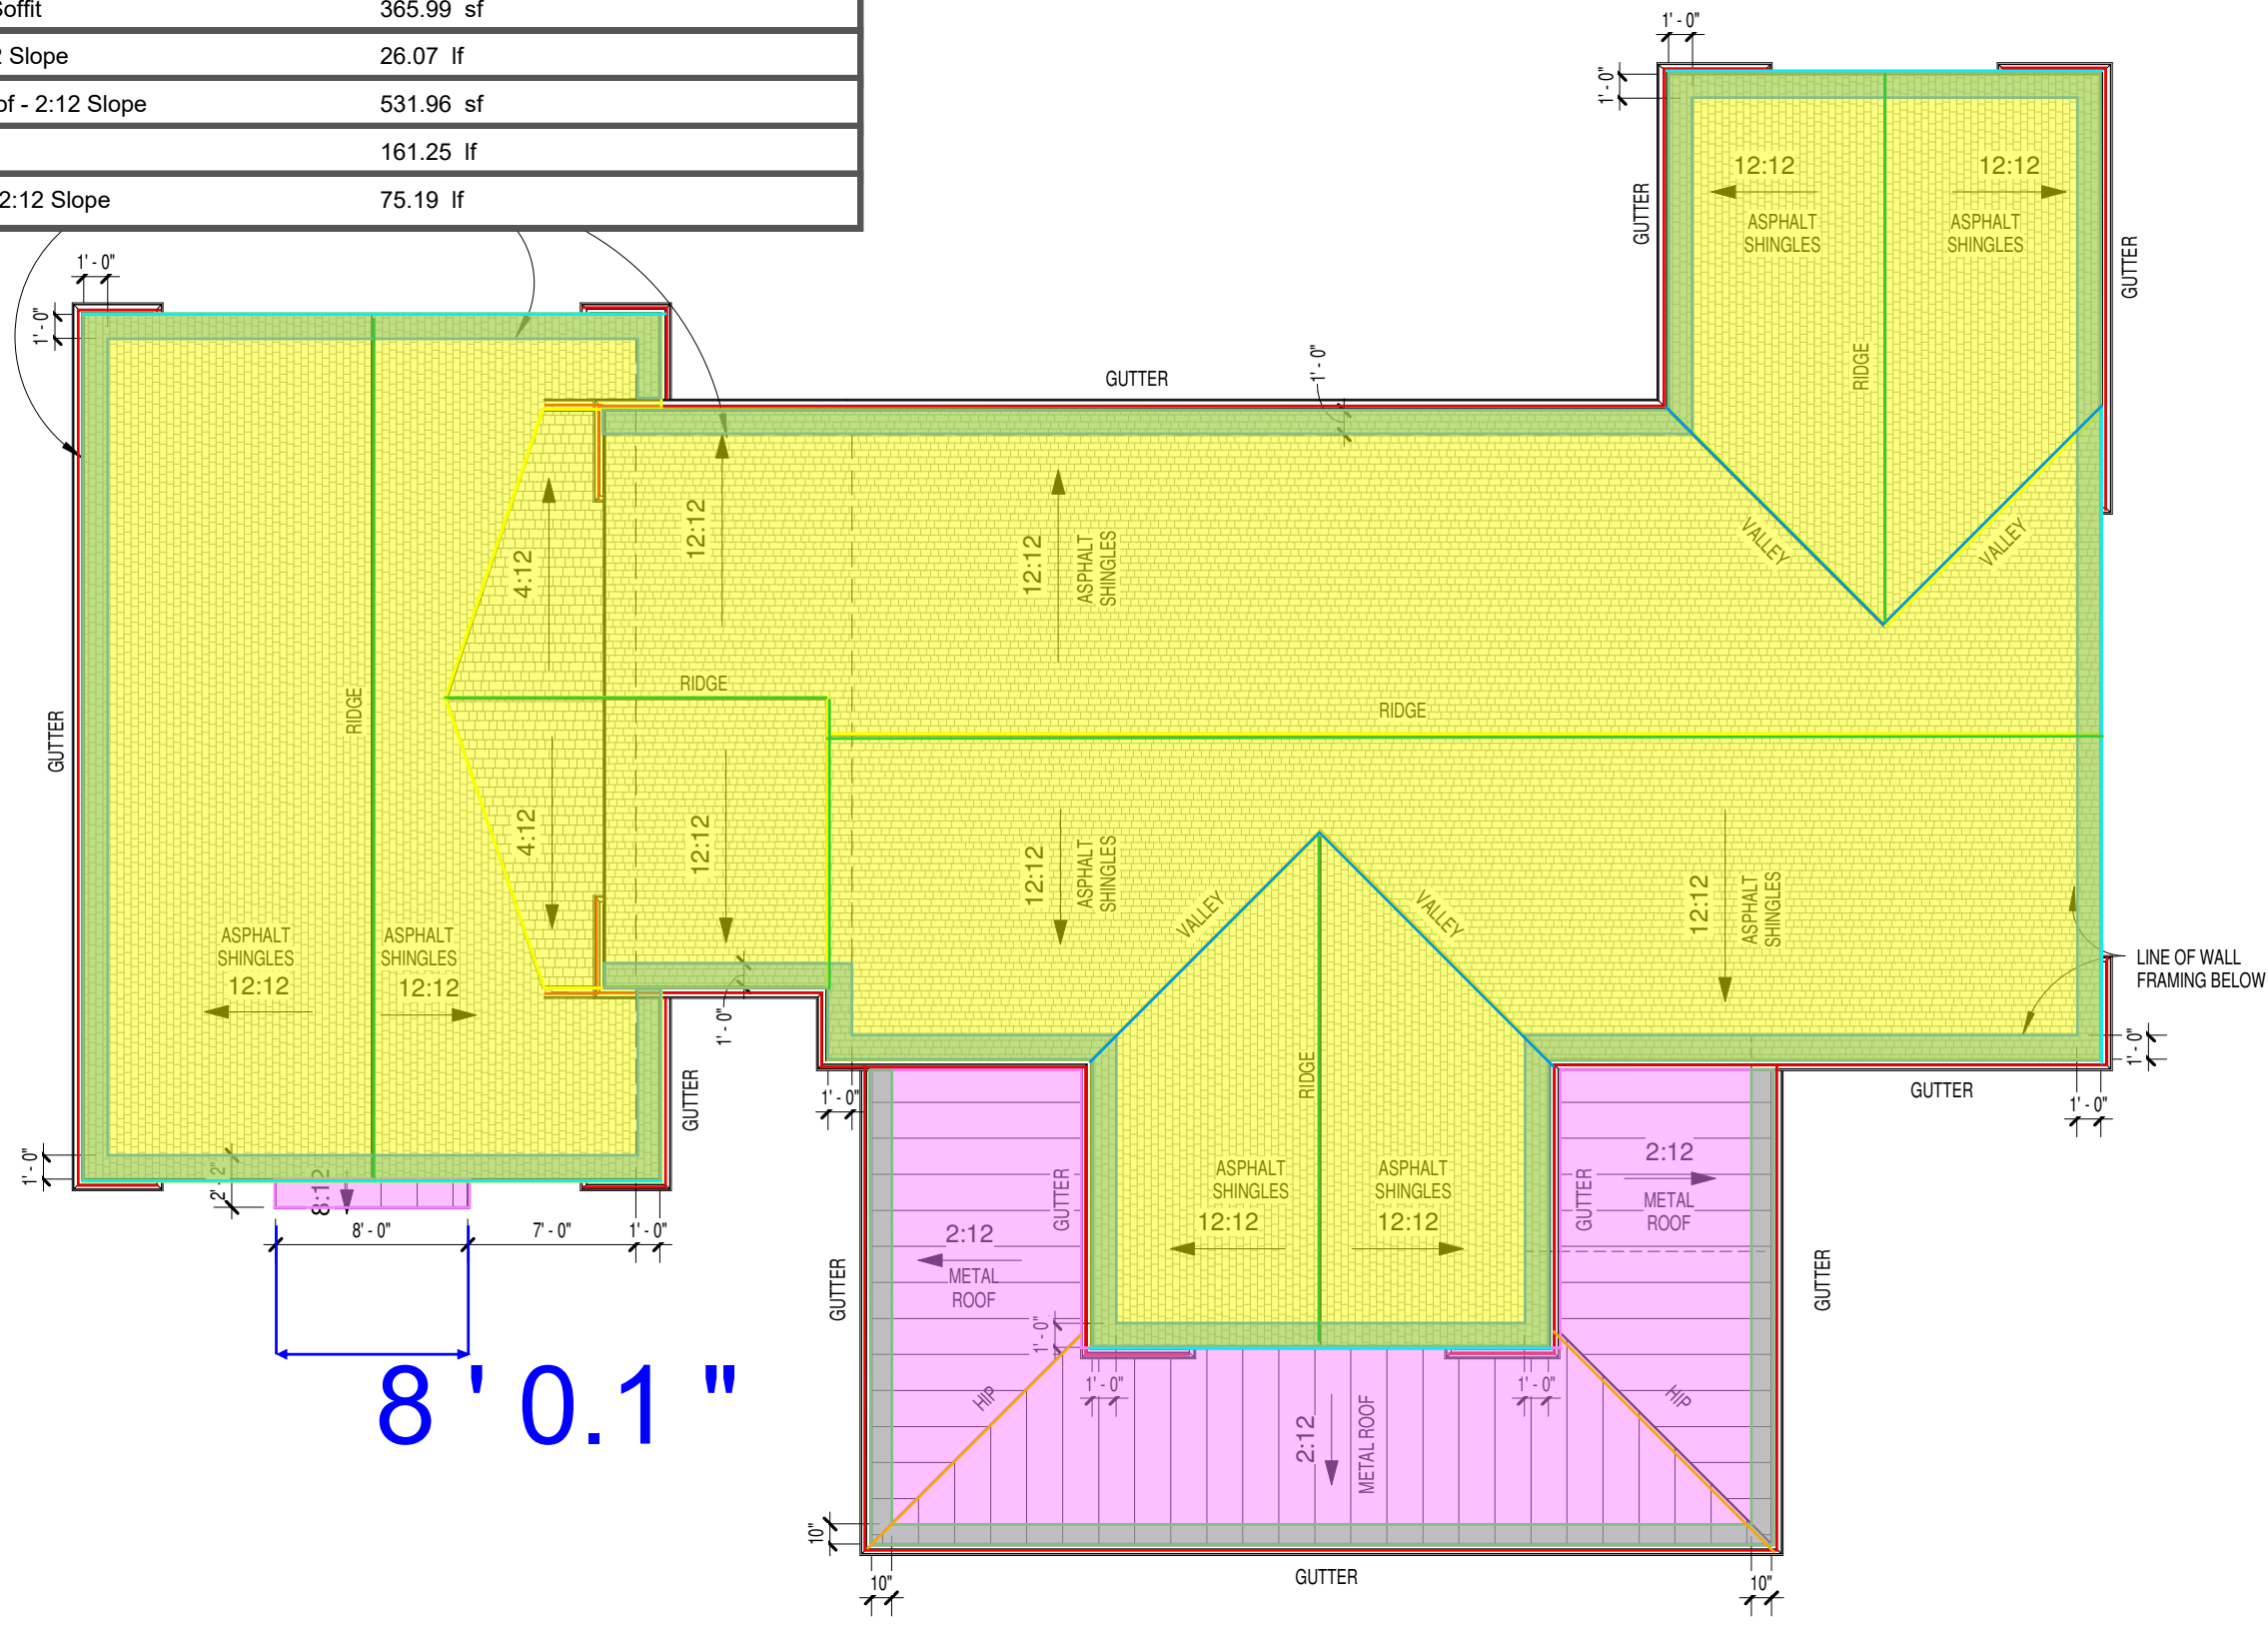 Soffit 365.99 sf
2 Slope 26.07 lf
of - 2:12 Slope 531.96 sf
161.25 lf
2:12 Slope 75.19 lf
1' - 0"
1' - 0"
GUTTER
12:12
ASPHALT
SHINGLES
12:12
ASPHALT
SHINGLES
GUTTER
RIDGE
VALLEY
VALLEY
1' - 0"
1' - 0"
GUTTER
1' - 0"
GUTTER
RIDGE
4:12
4:12
12:12
12:12
RIDGE
12:12
ASPHALT
SHINGLES
RIDGE
12:12
ASPHALT
SHINGLES
VALLEY
VALLEY
12:12
ASPHALT
SHINGLES
ASPHALT
SHINGLES
12:12
ASPHALT
SHINGLES
12:12
LINE OF WALL
FRAMING BELOW
1' - 0"
1' - 0"
GUTTER
1' - 0"
GUTTER
1' - 0"
1' - 0"
2' - 2"
8:12
8' - 0"
7' - 0"
1' - 0"
8 ' 0.1 "
RIDGE
ASPHALT
SHINGLES
12:12
ASPHALT
SHINGLES
12:12
GUTTER
GUTTER
2:12
METAL
ROOF
2:12
METAL
ROOF
GUTTER
GUTTER
1' - 0"
1' - 0"
1' - 0"
HIP
HIP
2:12
METAL ROOF
10"
10"
GUTTER
10"